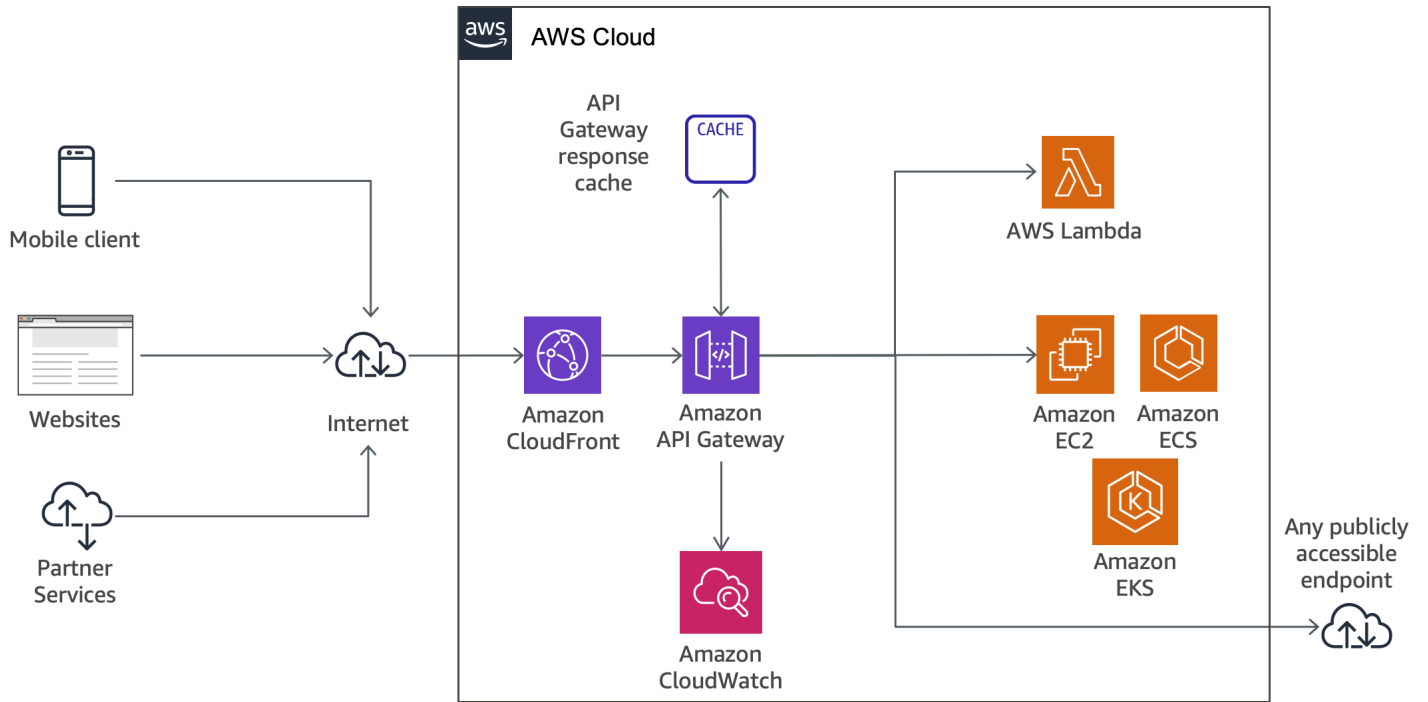 aws
AWS Cloud
API
Gateway
response
cache
CACHE
Mobile client
AWS Lambda
Websites
Internet
Amazon
CloudFront
Amazon
API Gateway
Amazon
EC2
Amazon
ECS
K
Amazon
EKS
Any publicly
accessible
endpoint
Partner
Services
Amazon
CloudWatch